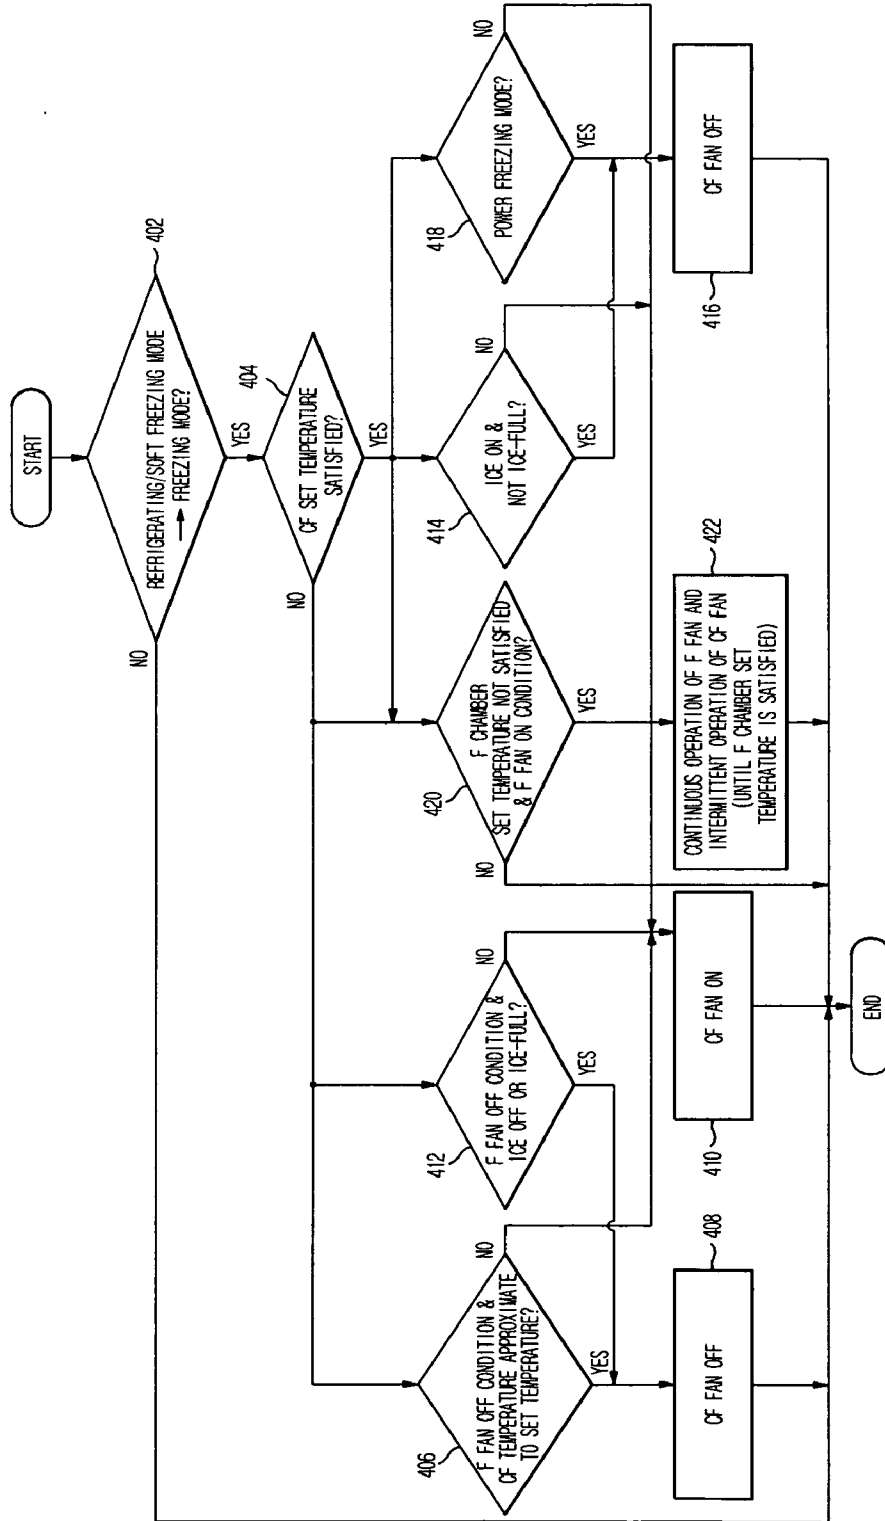 START
402
REFRIGERATING/SOFT FREEZING MODE
→ FREEZING MODE?
NO
YES
404
CF SET TEMPERATURE
SATISFIED?
NO
YES
406
F FAN OFF CONDITION &
CF TEMPERATURE APPROXIMATE
TO SET TEMPERATURE?
NO
YES
412
F FAN OFF CONDITION &
ICE OFF OR ICE-FULL?
NO
YES
420
F CHAMBER
SET TEMPERATURE NOT SATISFIED
& F FAN ON CONDITION?
NO
YES
414
ICE ON &
NOT ICE-FULL?
NO
YES
418
POWER FREEZING MODE?
NO
YES
408
CF FAN OFF
410
CF FAN ON
422
CONTINUOUS OPERATION OF F FAN AND
INTERMITTENT OPERATION OF CF FAN
(UNTIL F CHAMBER SET
TEMPERATURE IS SATISFIED)
416
CF FAN OFF
END